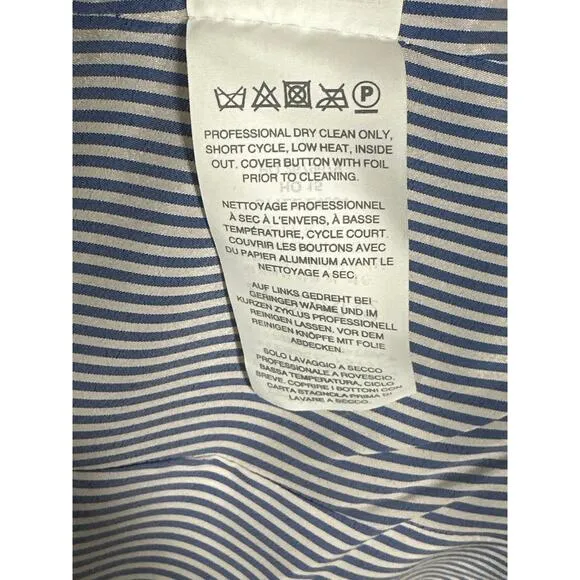 P
PROFESSIONAL DRY CLEAN ONLY,
SHORT CYCLE, LOW HEAT, INSIDE
OUT. COVER BUTTON WITH FOIL
PRIOR TO CLEANING.
NETTOYAGE PROFESSIONNEL
À SEC À L'ENVERS, À BASSE
TEMPÉRATURE, CYCLE COURT.
COUVRIR LES BOUTONS AVEC
DU PAPIER ALUMINIUM AVANT LE
NETTOYAGE A SEC.
AUF LINKS GEDREHT BEI
GERINGER WÄRME UND IM
KURZEN ZYKLUS PROFESSIONELL
REINIGEN LASSEN. VOR DEM
REINIGEN KNÖPFE MIT FOLIE
ABDECKEN.
SOLO LAVAGGIO A SECCO
PROFESSIONALE A ROVESCIO,
BASSA TEMPERATURA, CICLO
BREVE. COPRIRE I BOTTONI CON
CARTA STAGNOLA PRIMA DI
LAVARE A SECCO.